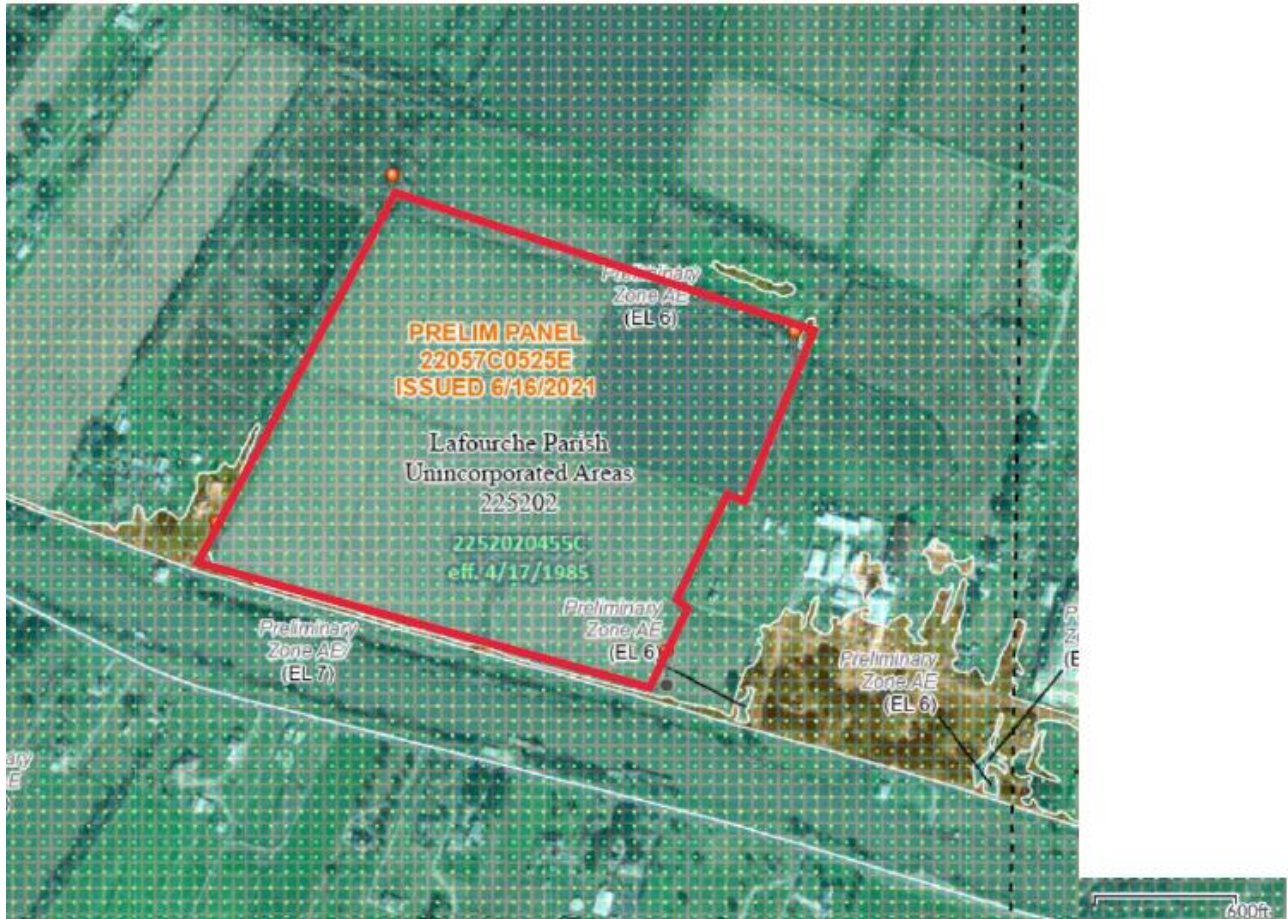 Preliminary
Zone AE
(EL 6)
PRELIM PANEL
22057C0525E
ISSUED 6/16/2021
Lafourche Parish
Unincorporated Areas
225202
2252020455C
eff. 4/17/1985
Preliminary
Zone AE
(EL 6)
Preliminary
Zone AE
(EL 7)
Preliminary
Zone AE
(EL 6)
600ft